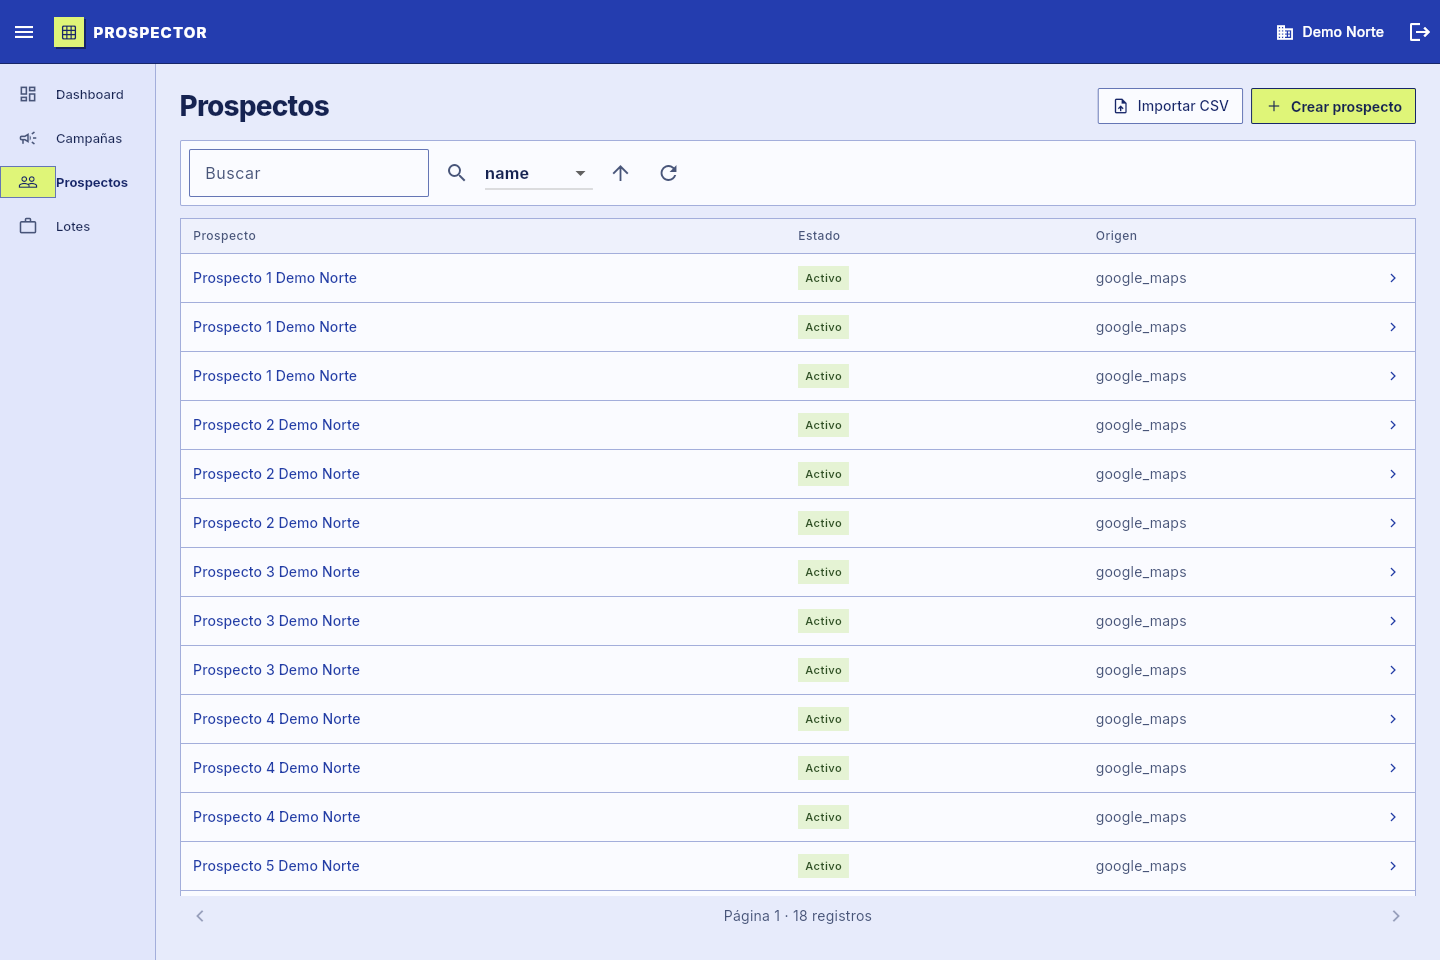 PROSPECTOR
Demo Norte
Dashboard
Campañas
Prospectos
Lotes
Prospectos
Importar CSV
Crear prospecto
Buscar
name
Prospecto Estado Origen
Prospecto 1 Demo Norte Activo google_maps
Prospecto 1 Demo Norte Activo google_maps
Prospecto 1 Demo Norte Activo google_maps
Prospecto 2 Demo Norte Activo google_maps
Prospecto 2 Demo Norte Activo google_maps
Prospecto 2 Demo Norte Activo google_maps
Prospecto 3 Demo Norte Activo google_maps
Prospecto 3 Demo Norte Activo google_maps
Prospecto 3 Demo Norte Activo google_maps
Prospecto 4 Demo Norte Activo google_maps
Prospecto 4 Demo Norte Activo google_maps
Prospecto 4 Demo Norte Activo google_maps
Prospecto 5 Demo Norte Activo google_maps
Página 1 · 18 registros